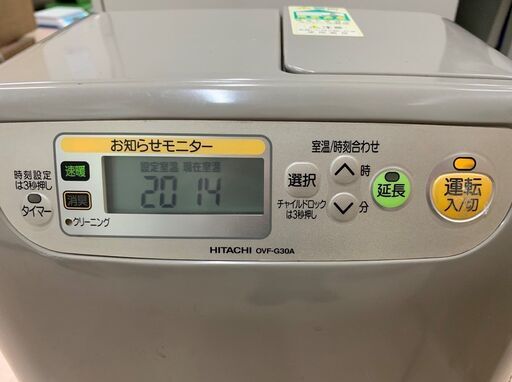 注意
お知らせモニター
室温/時刻合わせ
時刻設定
は3秒押し
タイマー
速暖
消臭
クリーニング
設定室温 現在室温
20 14
選択
チャイルドロック
は3秒押し
時
分
延長
運転
入/切
HITACHI OVF-G30A